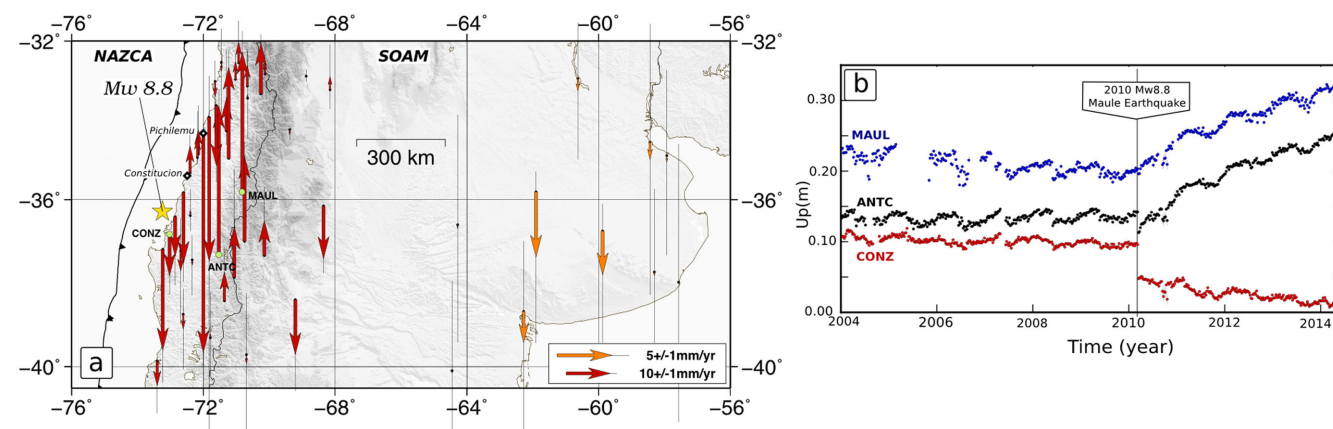 −76° −72° −68° −64° −60° −56°
−32° −32°
NAZCA SOAM
Mw 8.8
Pichilemu
300 km
Constitucion
MAUL
−36° −36°
CONZ
ANTC
5+/-1mm/yr
a
10+/-1mm/yr
−40° −40°
−76° −72° −68° −64° −60° −56°
b
2010 Mw8.8
Maule Earthquake
0.30
MAUL
0.20
ANTC
Up(m)
0.10
CONZ
0.00
2004 2006 2008 2010 2012 2014
Time (year)